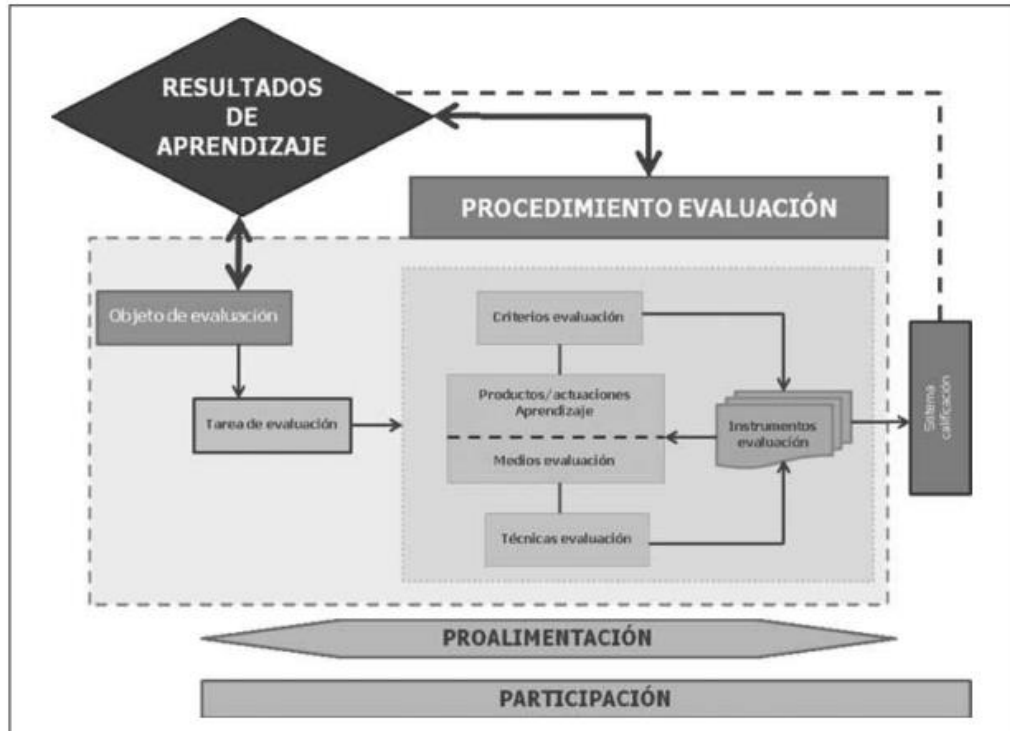 RESULTADOS
DE
APRENDIZAJE
PROCEDIMIENTO EVALUACIÓN
Objeto de evaluación
Tarea de evaluación
Criterios evaluación
Productos/actuaciones
Aprendizaje
Medios evaluación
Técnicas evaluación
Instrumentos
evaluación
Sistema
calificación
PROALIMENTACIÓN
PARTICIPACIÓN